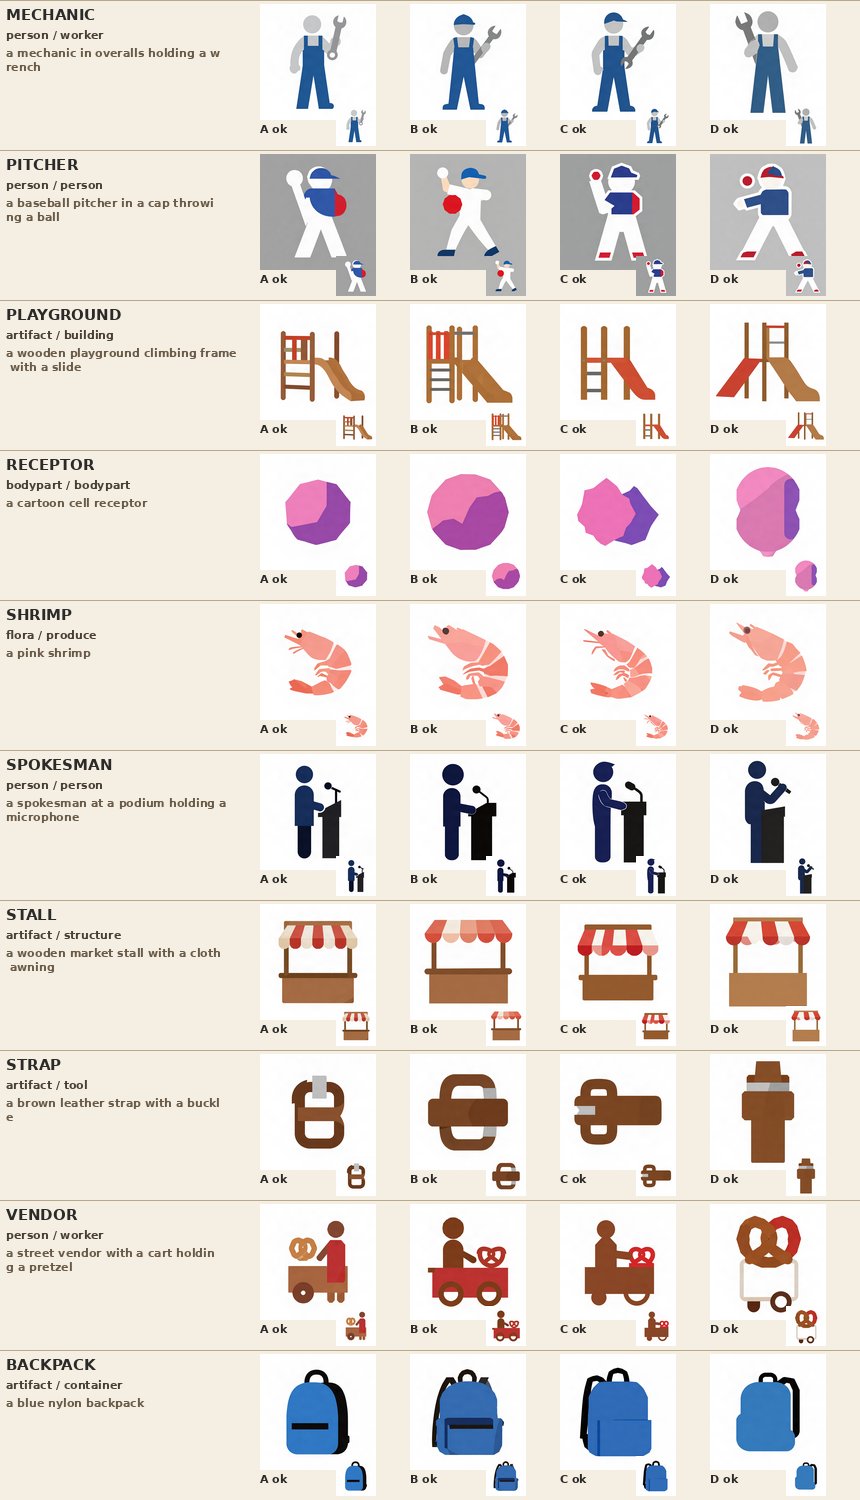 MECHANIC
person / worker
a mechanic in overalls holding a w
rench
A ok
B ok
C ok
D ok
PITCHER
person / person
a baseball pitcher in a cap throwi
ng a ball
A ok
B ok
C ok
D ok
PLAYGROUND
artifact / building
a wooden playground climbing frame
with a slide
A ok
B ok
C ok
D ok
RECEPTOR
bodypart / bodypart
a cartoon cell receptor
A ok
B ok
C ok
D ok
SHRIMP
flora / produce
a pink shrimp
A ok
B ok
C ok
D ok
SPOKESMAN
person / person
a spokesman at a podium holding a
microphone
A ok
B ok
C ok
D ok
STALL
artifact / structure
a wooden market stall with a cloth
awning
A ok
B ok
C ok
D ok
STRAP
artifact / tool
a brown leather strap with a buckl
e
A ok
B ok
C ok
D ok
VENDOR
person / worker
a street vendor with a cart holdin
g a pretzel
A ok
B ok
C ok
D ok
BACKPACK
artifact / container
a blue nylon backpack
A ok
B ok
C ok
D ok